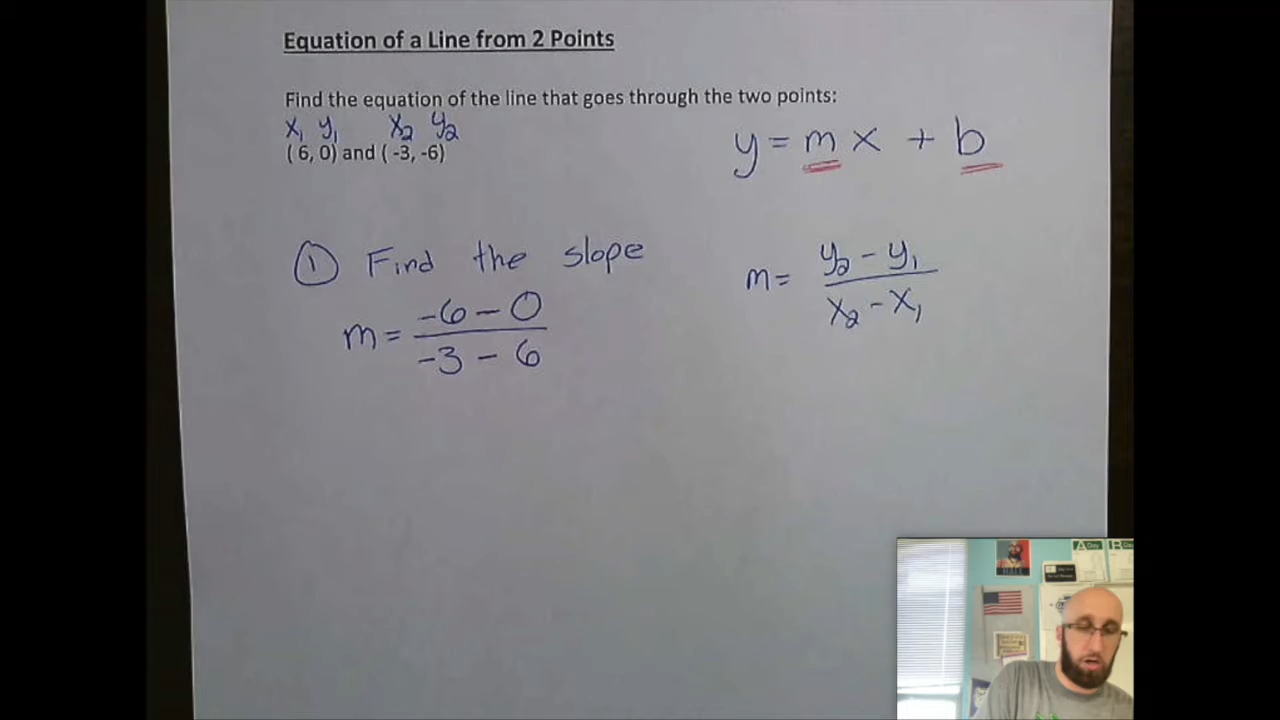 Equation of a Line from 2 Points
Find the equation of the line that goes through the two points:
x₁ y₁ x₂ y₂
( 6, 0) and ( -3, -6)
y = m x + b
① Find the slope
m = (y₂ - y₁)/(x₂ - x₁)
m = (-6 - 0)/(-3 - 6)
HALL
A Day
B